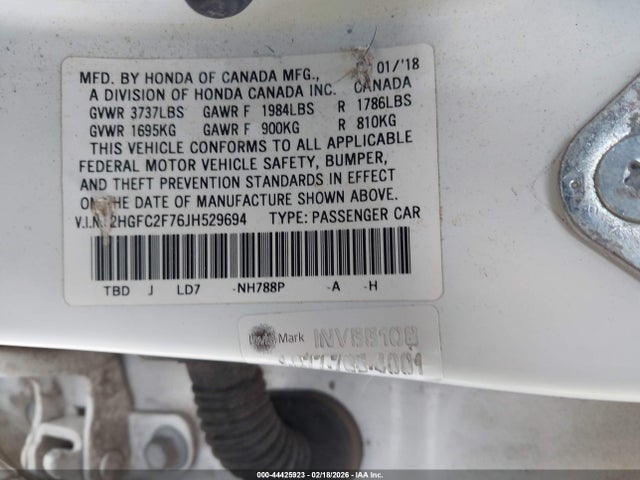 MFD. BY HONDA OF CANADA MFG., 01/'18
A DIVISION OF HONDA CANADA INC. CANADA
GVWR 3737LBS GAWR F 1984LBS R 1786LBS
GVWR 1695KG GAWR F 900KG R 810KG
THIS VEHICLE CONFORMS TO ALL APPLICABLE
FEDERAL MOTOR VEHICLE SAFETY, BUMPER,
AND THEFT PREVENTION STANDARDS IN EFFECT
ON THE DATE OF MANUFACTURE SHOWN ABOVE.
V.I.N. 2HGFC2F76JH529694 TYPE: PASSENGER CAR
TBD J LD7 -NH788P -A -H
Mark
000-44425923 | 02/18/2026 | IAA Inc.